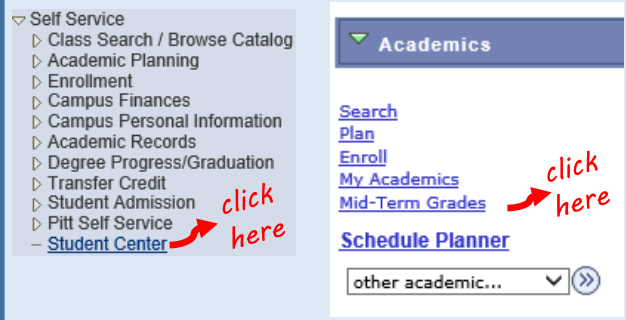 Self Service
Class Search / Browse Catalog
Academic Planning
Enrollment
Campus Finances
Campus Personal Information
Academic Records
Degree Progress/Graduation
Transfer Credit
Student Admission
Pitt Self Service
Student Center
click
here
Academics
Search
Plan
Enroll
My Academics
Mid-Term Grades
click
here
Schedule Planner
other academic...